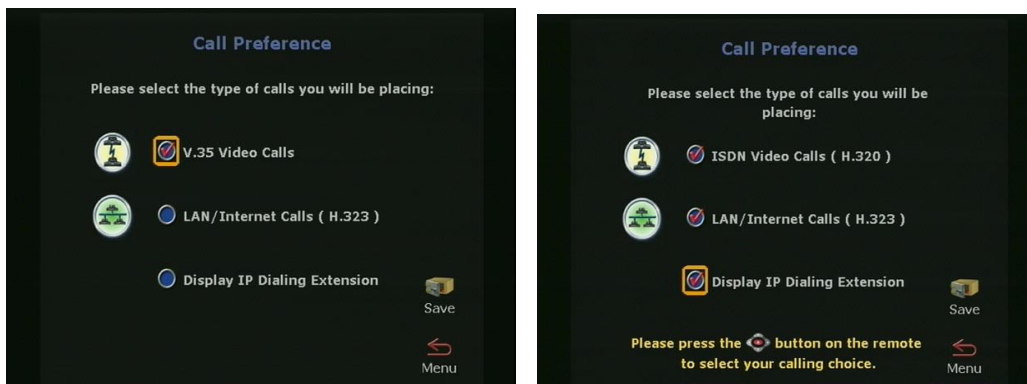 Call Preference
Please select the type of calls you will be placing:
V.35 Video Calls
LAN/Internet Calls ( H.323 )
Display IP Dialing Extension
Save
Menu
Call Preference
Please select the type of calls you will be
placing:
ISDN Video Calls ( H.320 )
LAN/Internet Calls ( H.323 )
Display IP Dialing Extension
Save
Please press the button on the remote
to select your calling choice.
Menu